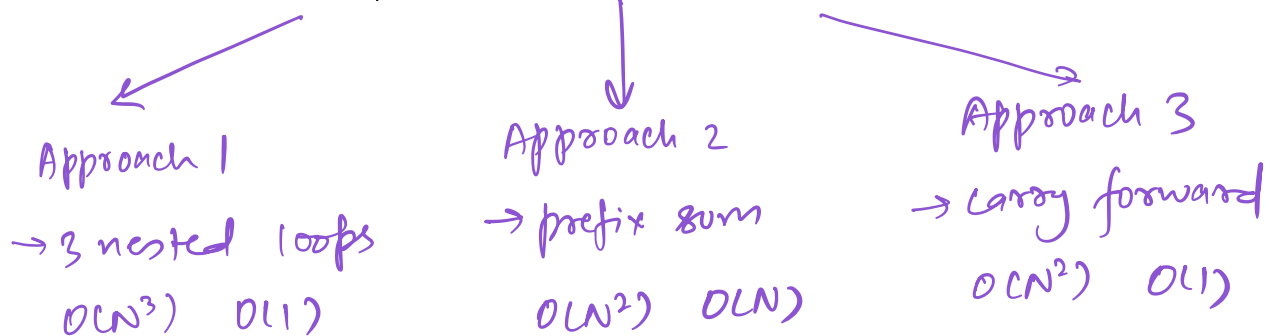 Approach 1
→ 3 nested loops
O(N³) O(1)
Approach 2
→ prefix sum
O(N²) O(N)
Approach 3
→ carry forward
O(N²) O(1)